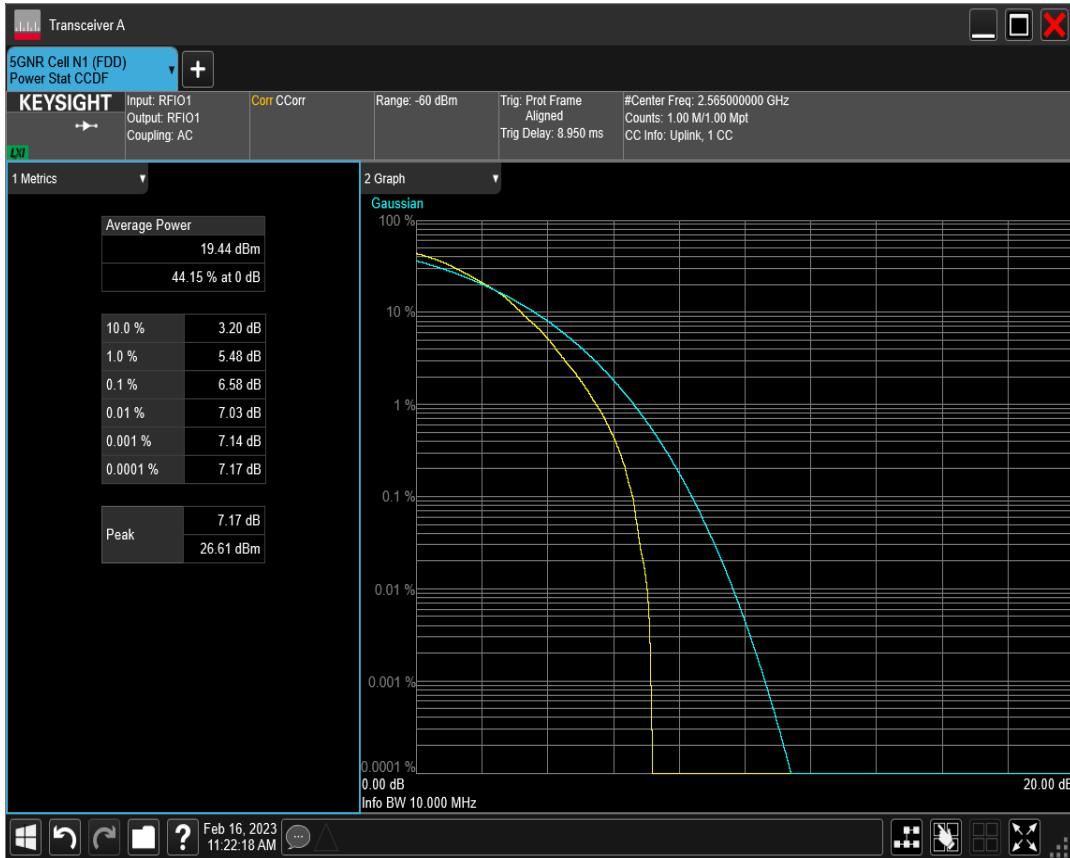 Transceiver A
5GNR Cell N1 (FDD)
Power Stat CCDF
KEYSIGHT
LXI
Input: RFIO1
Output: RFIO1
Coupling: AC
Corr CCorr
Range: -60 dBm
Trig: Prot Frame
Aligned
Trig Delay: 8.950 ms
#Center Freq: 2.565000000 GHz
Counts: 1.00 M/1.00 Mpt
CC Info: Uplink, 1 CC
1 Metrics
Average Power
19.44 dBm
44.15 % at 0 dB
10.0 % 3.20 dB
1.0 % 5.48 dB
0.1 % 6.58 dB
0.01 % 7.03 dB
0.001 % 7.14 dB
0.0001 % 7.17 dB
Peak
7.17 dB
26.61 dBm
2 Graph
Gaussian
100 %
10 %
1 %
0.1 %
0.01 %
0.001 %
0.0001 %
0.00 dB 20.00 dB
Info BW 10.000 MHz
Feb 16, 2023
11:22:18 AM